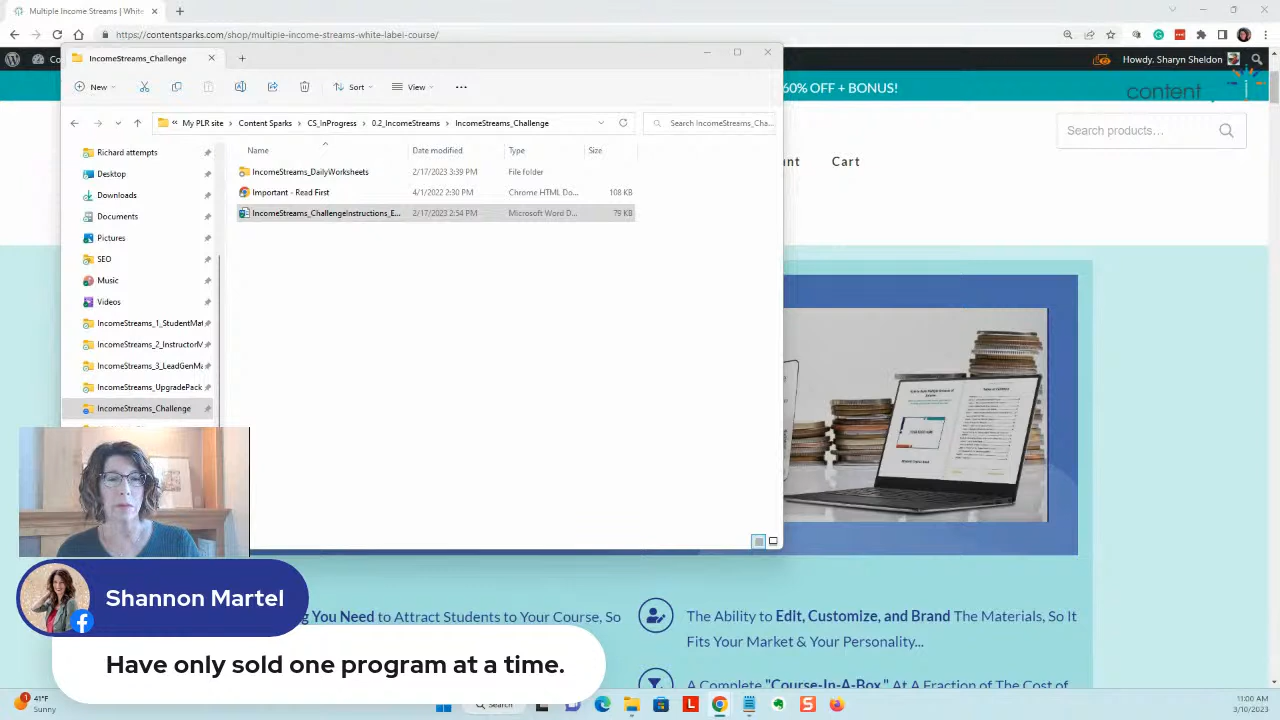 Multiple Income Streams | White
https://contentsparks.com/shop/multiple-income-streams-white-label-course/
Co
Howdy, Sharyn Sheldon
60% OFF + BONUS!
content
Search products…
unt
Cart
IncomeStreams_Challenge
New
Sort
View
My PLR site
Content Sparks
CS_InProgress
0.2_IncomeStreams
IncomeStreams_Challenge
Search IncomeStreams_Cha...
Name
Date modified
Type
Size
IncomeStreams_DailyWorksheets
2/17/2023 3:39 PM
File folder
Important - Read First
4/1/2022 2:30 PM
Chrome HTML Do...
108 KB
IncomeStreams_ChallengeInstructions_E...
2/17/2023 2:54 PM
Microsoft Word D...
79 KB
Richard attempts
Desktop
Downloads
Documents
Pictures
SEO
Music
Videos
IncomeStreams_1_StudentMat
IncomeStreams_2_InstructorM
IncomeStreams_3_LeadGenMa
IncomeStreams_UpgradePack
IncomeStreams_Challenge
g You Need to Attract Students to Your Course, So
The Ability to Edit, Customize, and Brand The Materials, So It
Fits Your Market & Your Personality...
A Complete "Course-In-A-Box," At A Fraction of The Cost of
Shannon Martel
Have only sold one program at a time.
1
41°F
Sunny
Search
11:00 AM
3/10/2023